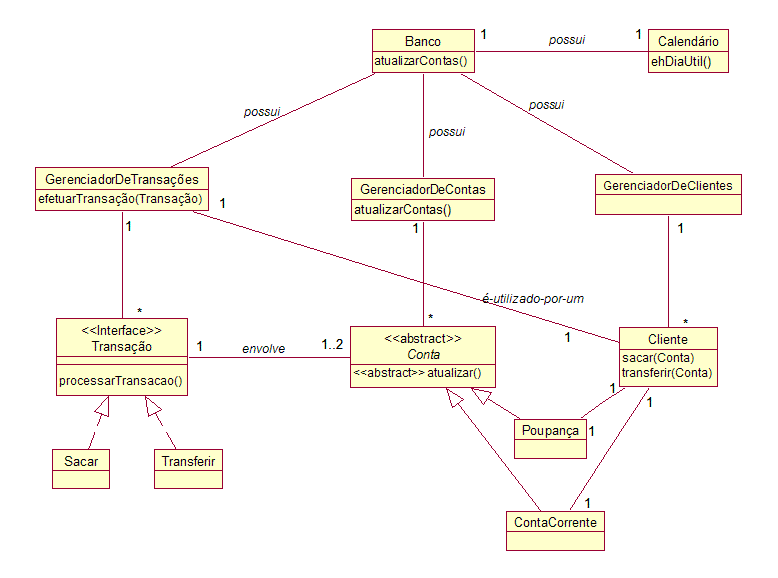 Banco
atualizarContas()
1
possui
1
Calendário
ehDiaUtil()
possui
possui
possui
GerenciadorDeTransações
efetuarTransação(Transação)
1
GerenciadorDeContas
atualizarContas()
GerenciadorDeClientes
1
1
1
é-utilizado-por-um
*
*
*
1
<<Interface>>
Transação
processarTransacao()
1
envolve
1..2
<<abstract>>
Conta
<<abstract>> atualizar()
Cliente
sacar(Conta)
transferir(Conta)
1
1
Poupança
1
Sacar
Transferir
1
ContaCorrente